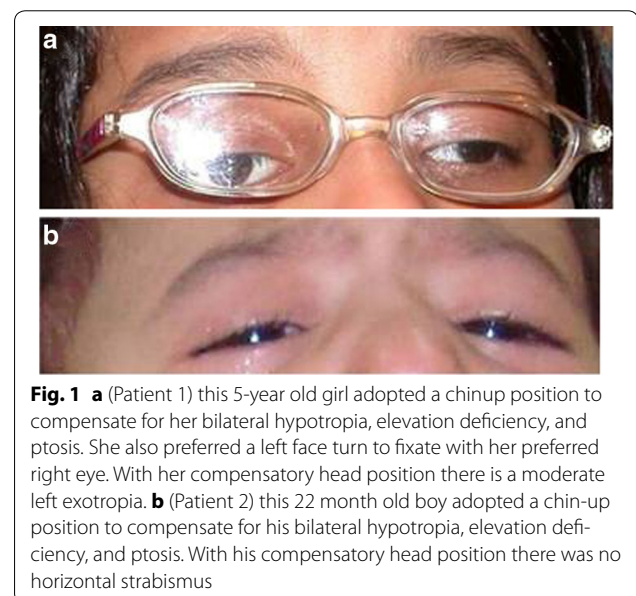 a
b
Fig. 1 a (Patient 1) this 5-year old girl adopted a chinup position to
compensate for her bilateral hypotropia, elevation deficiency, and
ptosis. She also preferred a left face turn to fixate with her preferred
right eye. With her compensatory head position there is a moderate
left exotropia. b (Patient 2) this 22 month old boy adopted a chin-up
position to compensate for his bilateral hypotropia, elevation defi-
ciency, and ptosis. With his compensatory head position there was no
horizontal strabismus